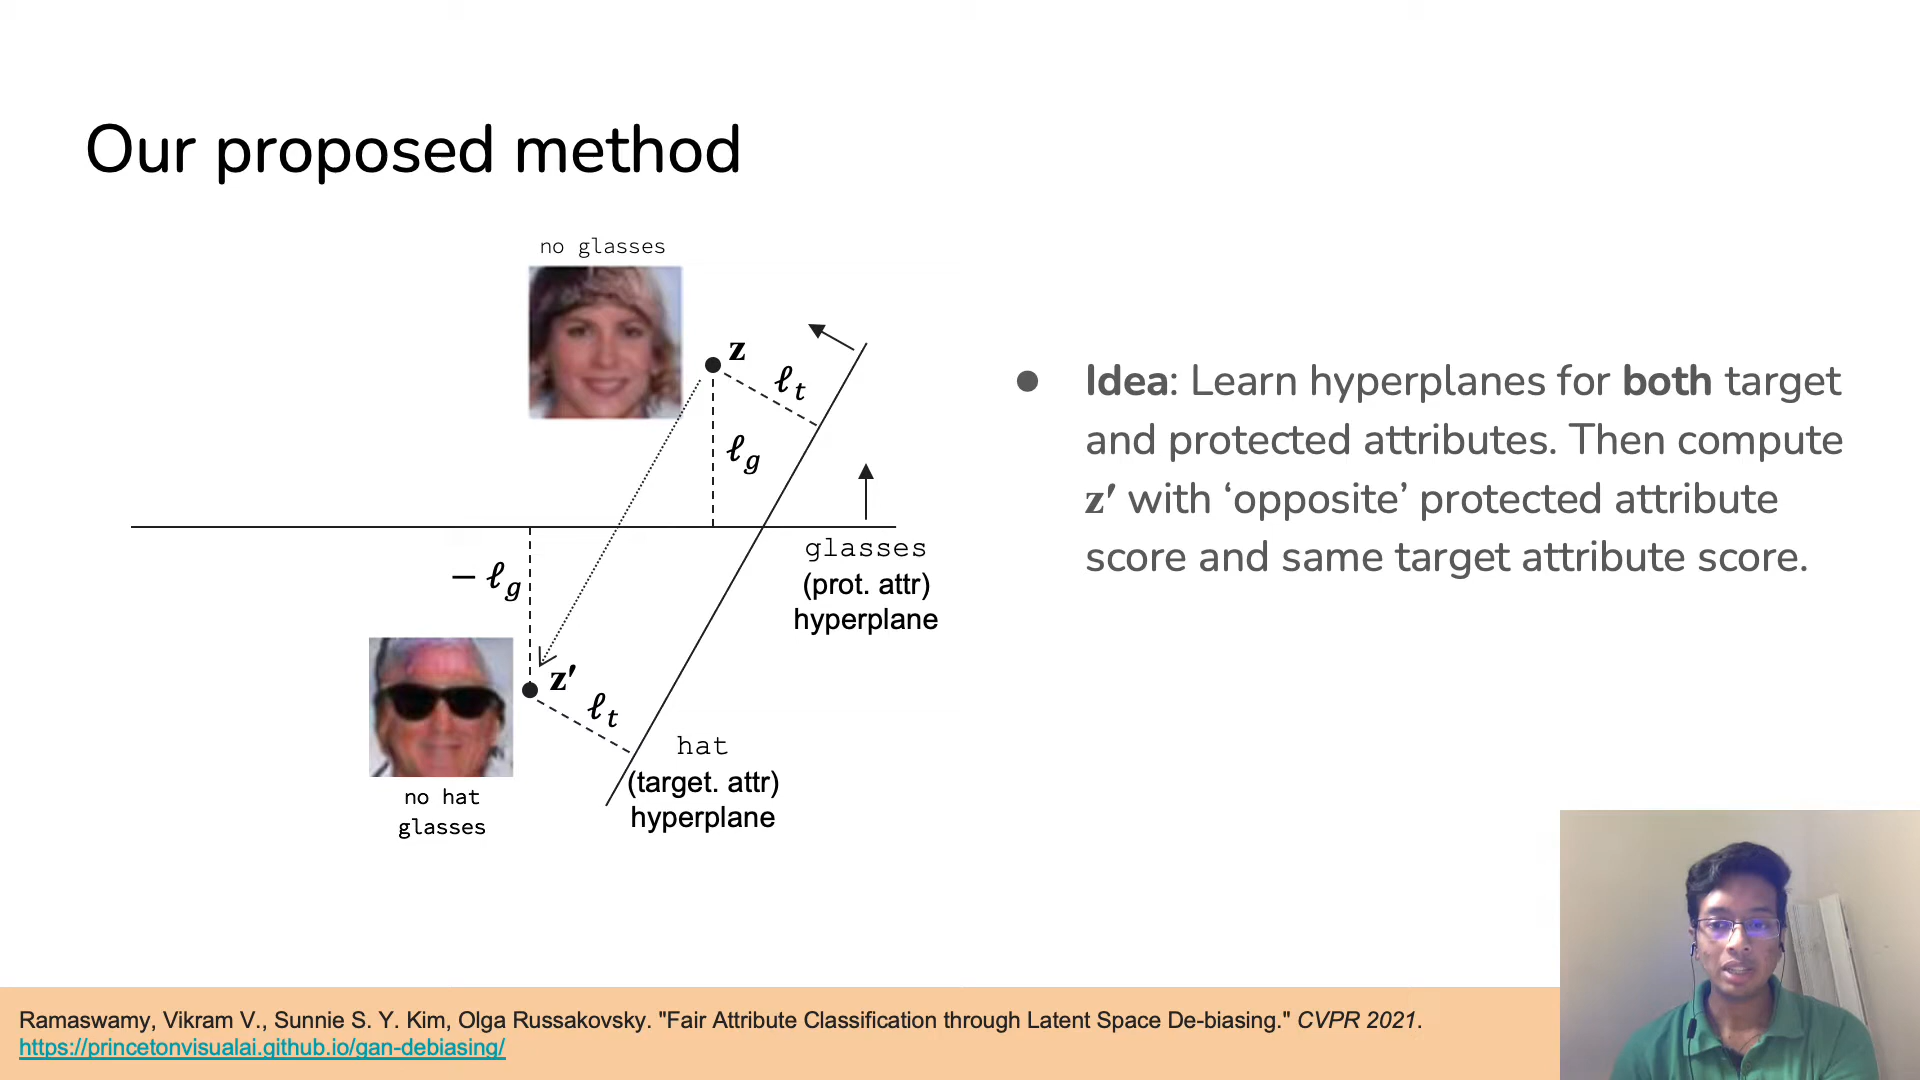 Our proposed method
no glasses
z
ℓt
ℓg
glasses
(prot. attr)
hyperplane
− ℓg
z′
ℓt
hat
(target. attr)
hyperplane
no hat
glasses
● Idea: Learn hyperplanes for both target
and protected attributes. Then compute
z′ with ‘opposite’ protected attribute
score and same target attribute score.
Ramaswamy, Vikram V., Sunnie S. Y. Kim, Olga Russakovsky. "Fair Attribute Classification through Latent Space De-biasing." CVPR 2021.
https://princetonvisualai.github.io/gan-debiasing/